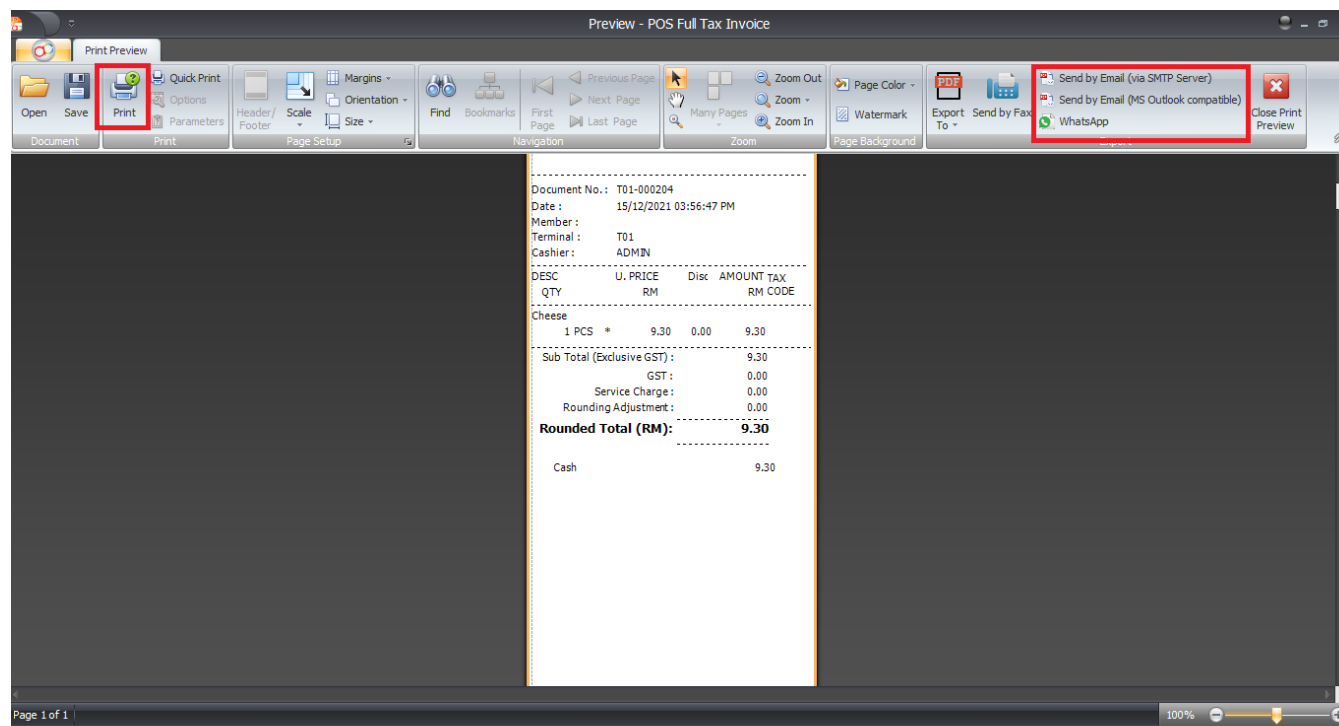 Preview - POS Full Tax Invoice
Print Preview
Open Save Print Quick Print Options Parameters Header/ Footer Scale Margins Orientation Size Find Bookmarks First Page Previous Page Next Page Last Page Many Pages Zoom Out Zoom Zoom In Page Color Watermark PDF Export To Send by Fax Send by Email (via SMTP Server) Send by Email (MS Outlook compatible) WhatsApp Close Print Preview
Document Print Page Setup Navigation Zoom Page Background Export
Document No. : T01-000204
Date : 15/12/2021 03:56:47 PM
Member :
Terminal : T01
Cashier : ADMIN
DESC U. PRICE Disc AMOUNT TAX
QTY RM RM CODE
Cheese
1 PCS * 9.30 0.00 9.30
Sub Total (Exclusive GST) : 9.30
GST : 0.00
Service Charge : 0.00
Rounding Adjustment : 0.00
Rounded Total (RM): 9.30
Cash 9.30
Page 1 of 1 100%